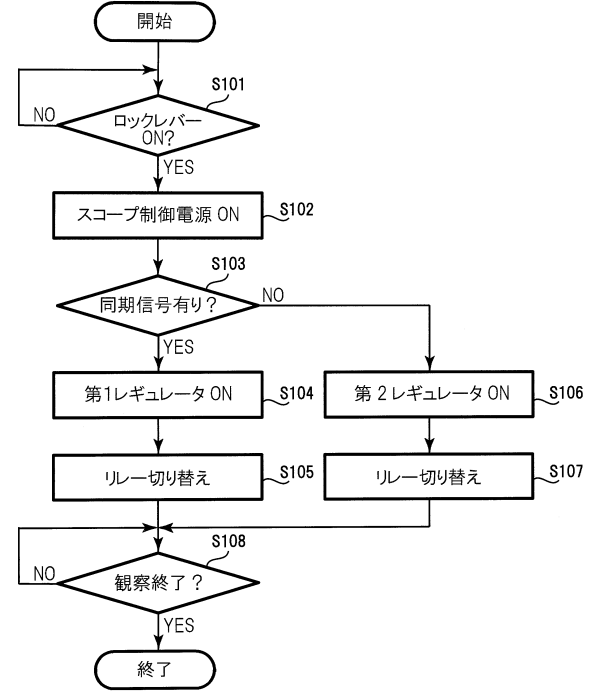 開始
S101
ロックレバー
ON?
NO
YES
スコープ制御電源 ON
S102
S103
同期信号有り?
NO
YES
第1レギュレータ ON
S104
第2レギュレータ ON
S106
リレー切り替え
S105
リレー切り替え
S107
S108
観察終了?
NO
YES
終了